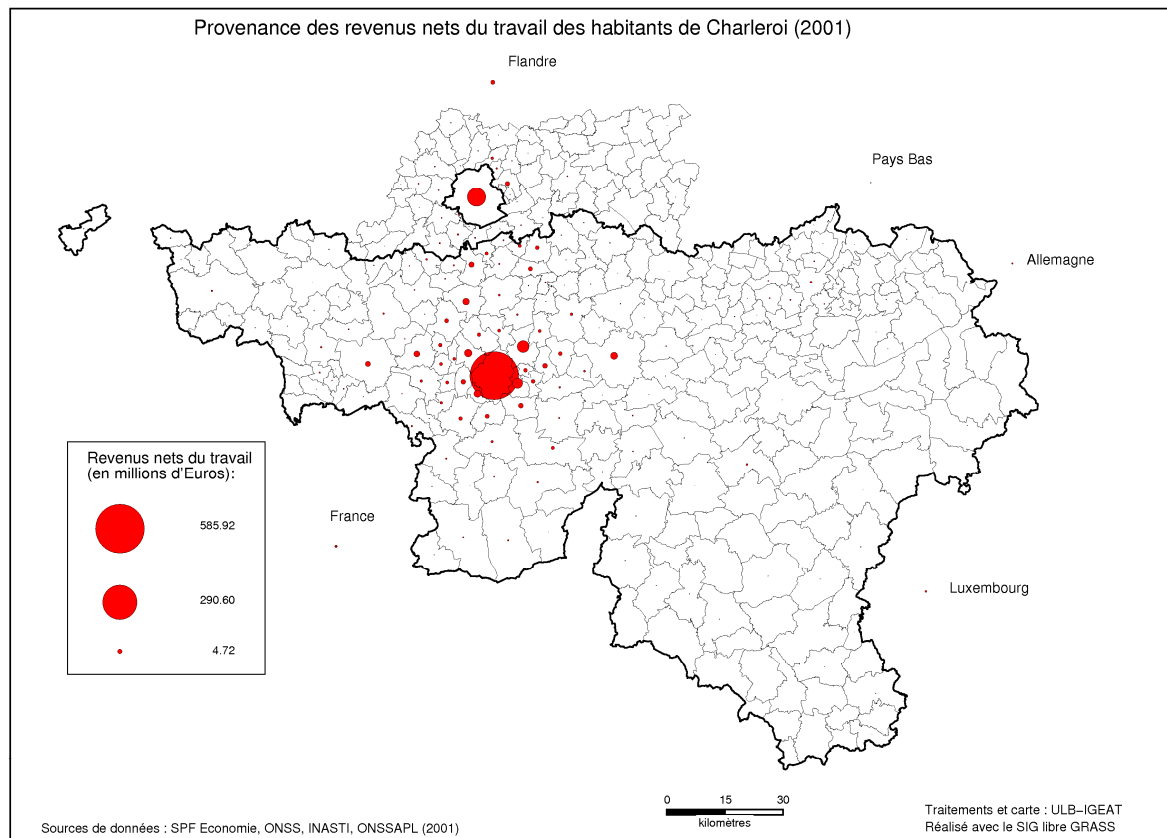 Provenance des revenus nets du travail des habitants de Charleroi (2001)
Flandre
Pays Bas
Allemagne
Revenus nets du travail
(en millions d'Euros):
585.92
290.60
4.72
France
Luxembourg
0 15 30
kilomètres
Sources de données : SPF Economie, ONSS, INASTI, ONSSAPL (2001)
Traitements et carte : ULB–IGEAT
Réalisé avec le SIG libre GRASS